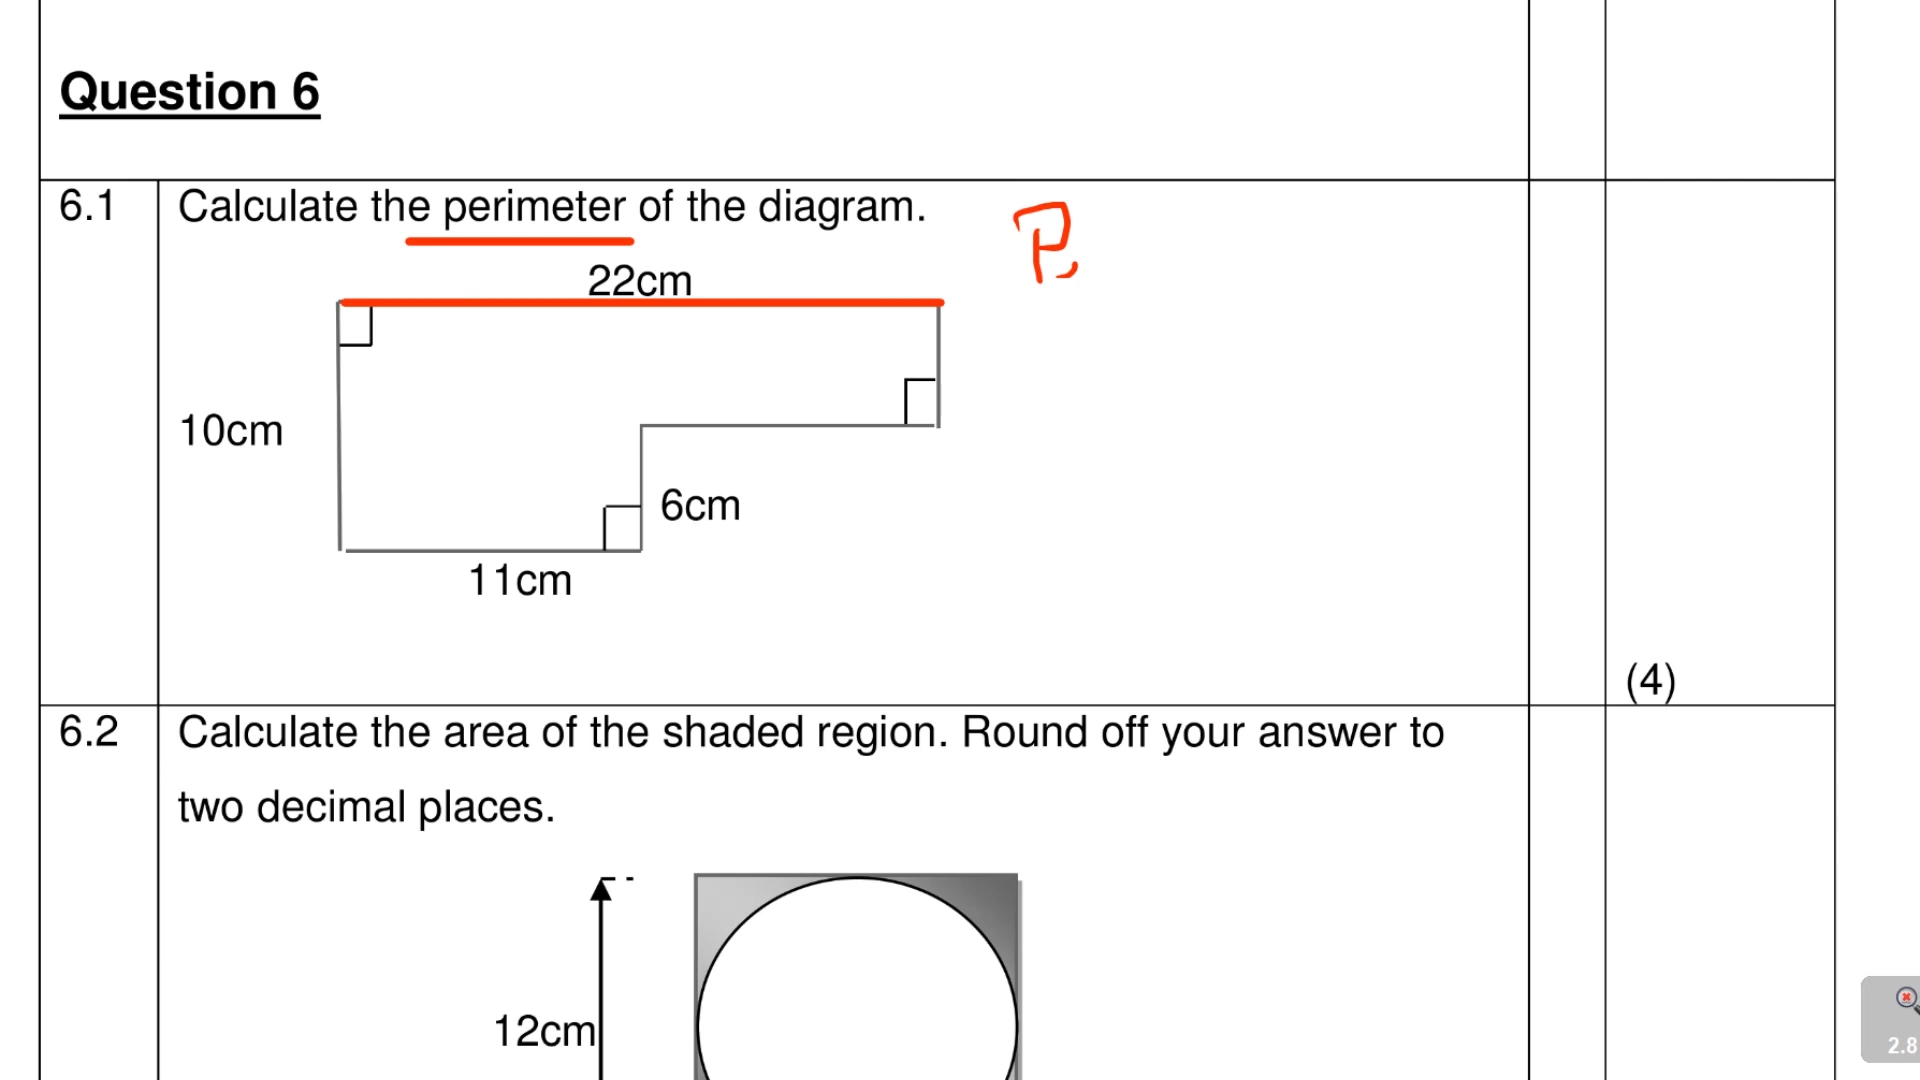 Question 6
6.1 Calculate the perimeter of the diagram.
P
22cm
10cm
6cm
11cm
(4)
6.2 Calculate the area of the shaded region. Round off your answer to
two decimal places.
12cm
2.8